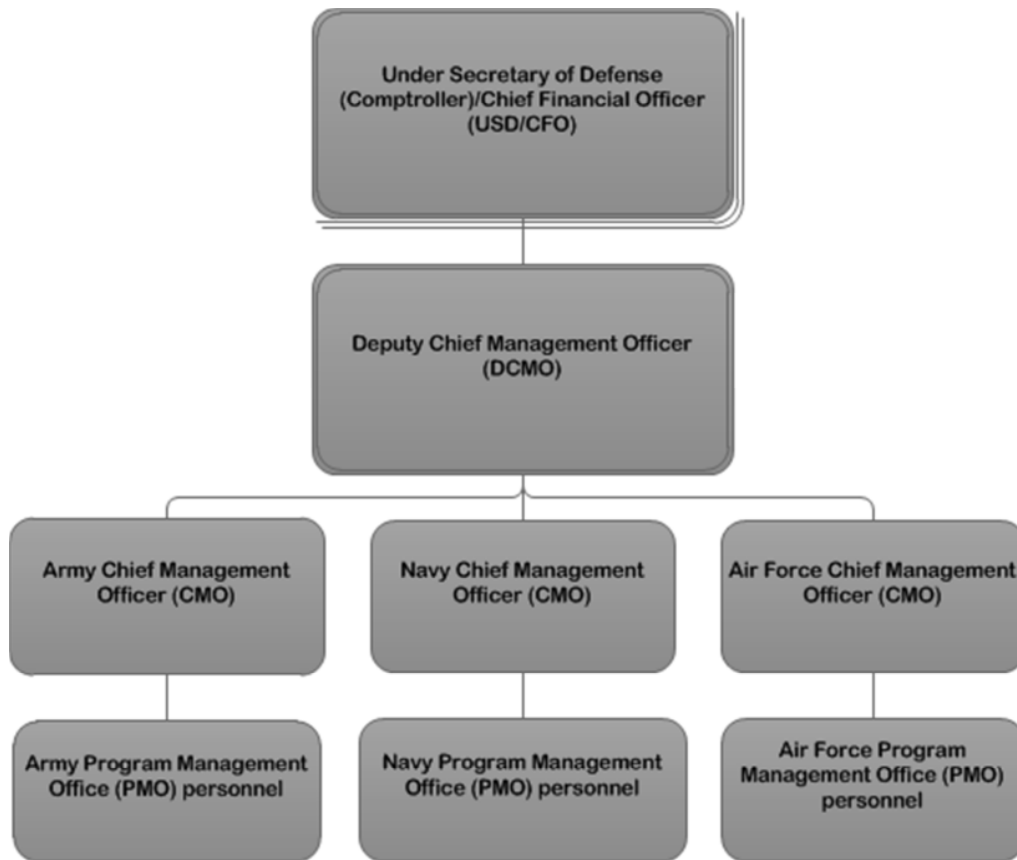 Under Secretary of Defense
(Comptroller)/Chief Financial Officer
(USD/CFO)
Deputy Chief Management Officer
(DCMO)
Army Chief Management
Officer (CMO)
Navy Chief Management
Officer (CMO)
Air Force Chief Management
Officer (CMO)
Army Program Management
Office (PMO) personnel
Navy Program Management
Office (PMO) personnel
Air Force Program
Management Office (PMO)
personnel